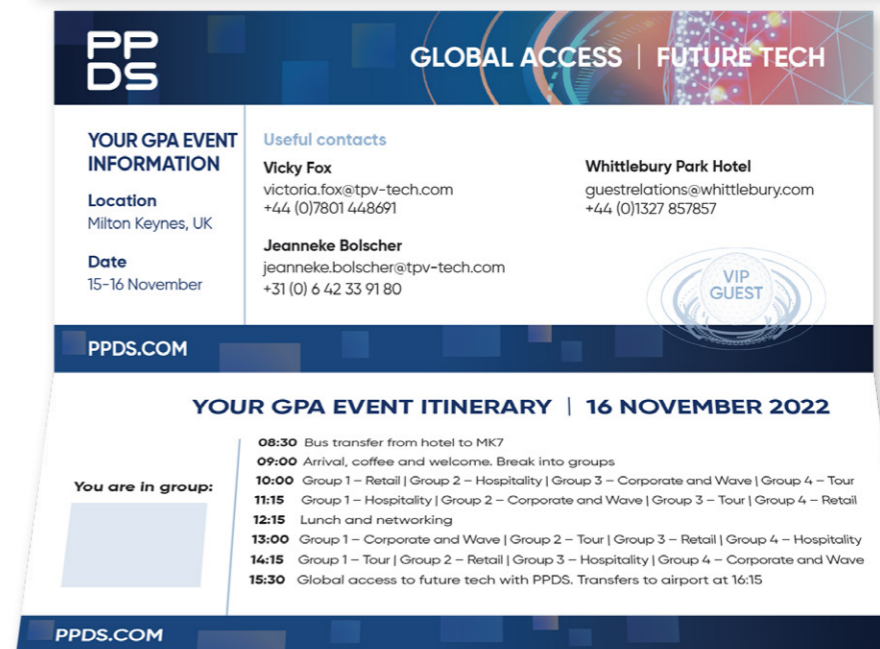 PP
DS
GLOBAL ACCESS | FUTURE TECH
YOUR GPA EVENT
INFORMATION
Location
Milton Keynes, UK
Date
15-16 November
Useful contacts
Vicky Fox
victoria.fox@tpv-tech.com
+44 (0)7801 448691
Jeanneke Bolscher
jeanneke.bolscher@tpv-tech.com
+31 (0) 6 42 33 91 80
Whittlebury Park Hotel
guestrelations@whittlebury.com
+44 (0)1327 857857
VIP
GUEST
PPDS.COM
YOUR GPA EVENT ITINERARY | 16 NOVEMBER 2022
You are in group:
08:30 Bus transfer from hotel to MK7
09:00 Arrival, coffee and welcome. Break into groups
10:00 Group 1 – Retail | Group 2 – Hospitality | Group 3 – Corporate and Wave | Group 4 – Tour
11:15 Group 1 – Hospitality | Group 2 – Corporate and Wave | Group 3 – Tour | Group 4 – Retail
12:15 Lunch and networking
13:00 Group 1 – Corporate and Wave | Group 2 – Tour | Group 3 – Retail | Group 4 – Hospitality
14:15 Group 1 – Tour | Group 2 – Retail | Group 3 – Hospitality | Group 4 – Corporate and Wave
15:30 Global access to future tech with PPDS. Transfers to airport at 16:15
PPDS.COM